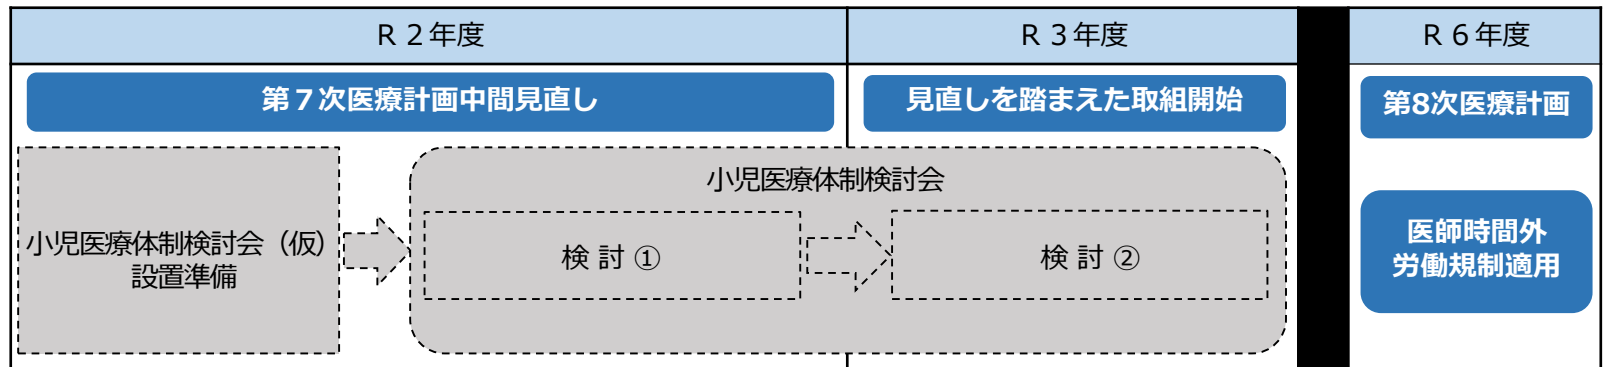 R２年度
R３年度
R６年度
第７次医療計画中間見直し
見直しを踏まえた取組開始
第8次医療計画
小児医療体制検討会（仮）
設置準備
小児医療体制検討会
検 討 ①
検 討 ②
医師時間外
労働規制適用